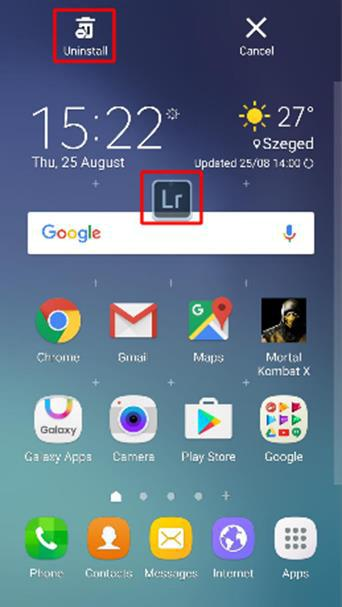 Uninstall
Cancel
15:22
27°
Szeged
Thu, 25 August
Updated 25/08 14:00
Lr
Google
Chrome
Gmail
Maps
Mortal
Kombat X
Galaxy
Galaxy Apps
Camera
Play Store
Google
Phone
Contacts
Messages
Internet
Apps